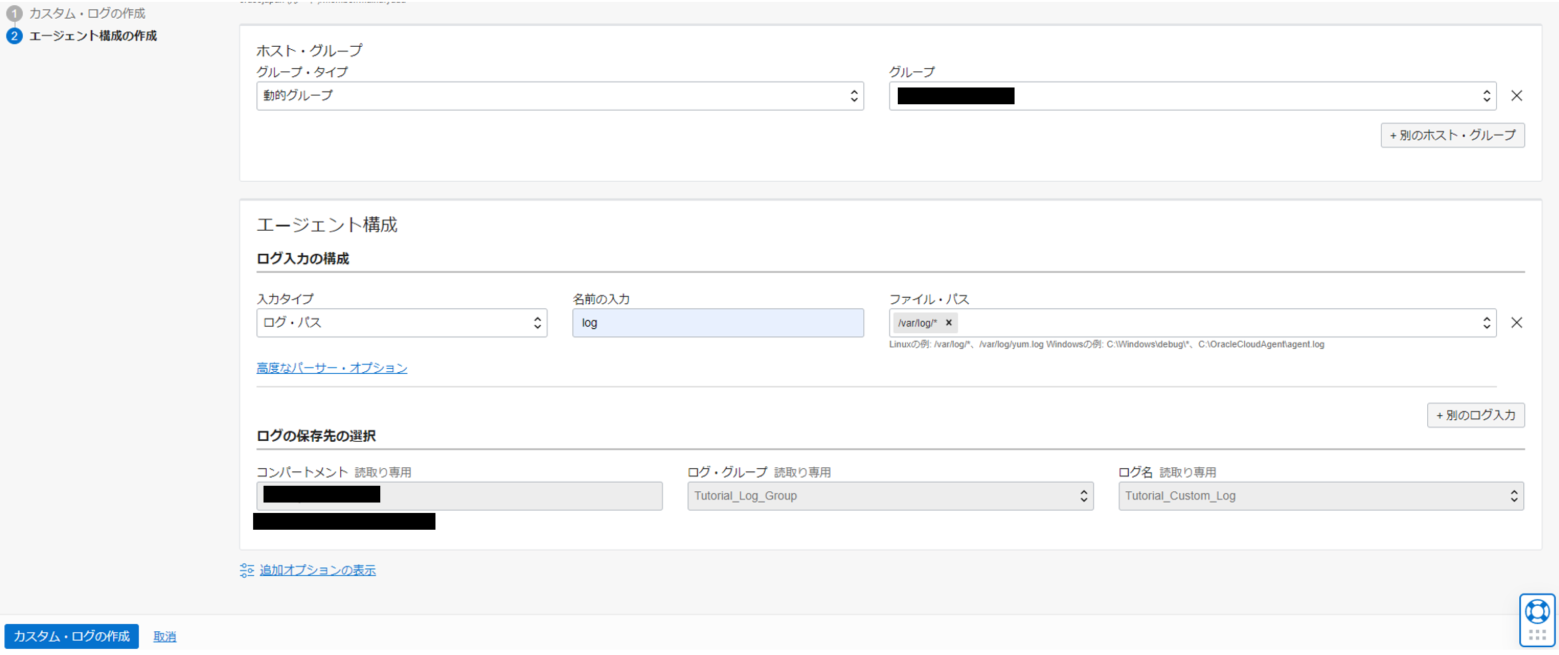 1 カスタム・ログの作成
2 エージェント構成の作成
ホスト・グループ
グループ・タイプ
グループ
動的グループ
+ 別のホスト・グループ
エージェント構成
ログ入力の構成
入力タイプ
名前の入力
ファイル・パス
ログ・パス
log
/var/log/* ×
Linuxの例: /var/log/*、/var/log/yum.log Windowsの例: C:\Windows\debug\*、C:\OracleCloudAgent\agent.log
高度なパーサー・オプション
+ 別のログ入力
ログの保存先の選択
コンパートメント 読取り専用
ログ・グループ 読取り専用
ログ名 読取り専用
Tutorial_Log_Group
Tutorial_Custom_Log
追加オプションの表示
カスタム・ログの作成 取消